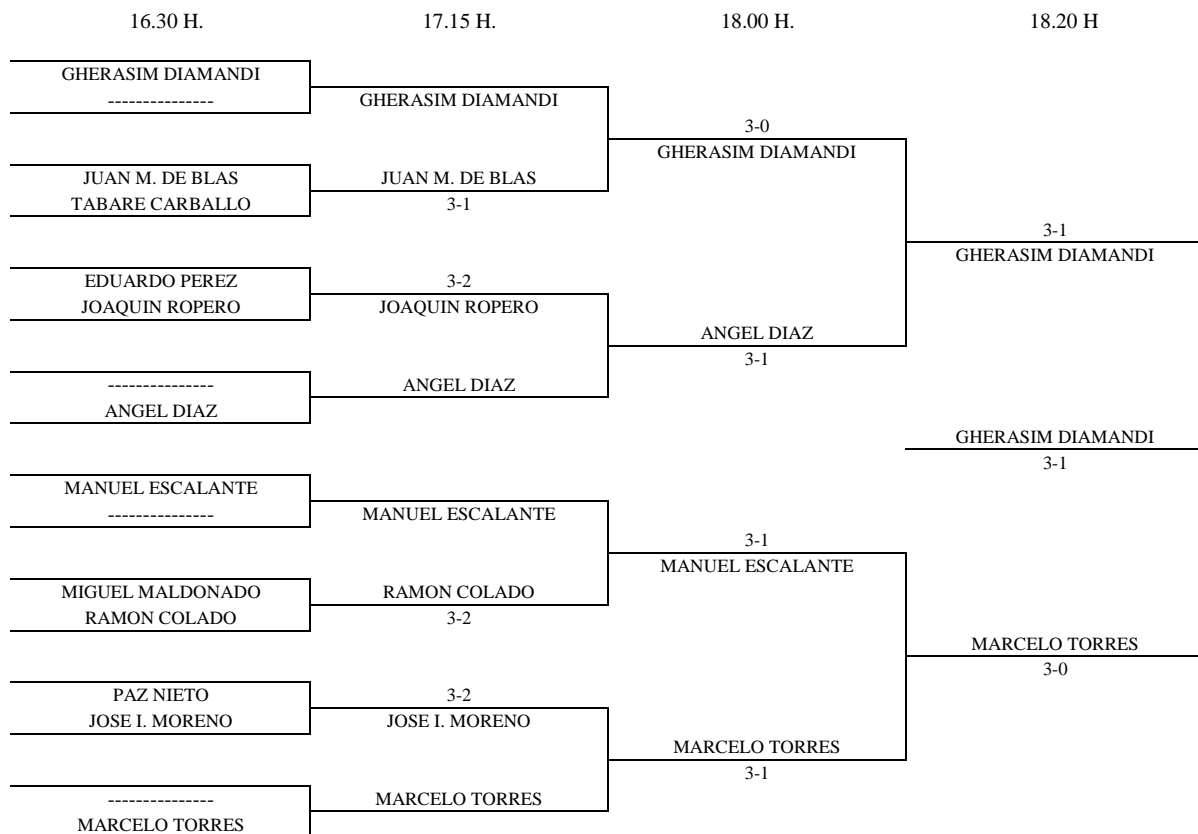 16.30 H. 17.15 H. 18.00 H. 18.20 H
GHERASIM DIAMANDI
---------------
GHERASIM DIAMANDI
3-0
GHERASIM DIAMANDI
JUAN M. DE BLAS
TABARE CARBALLO
JUAN M. DE BLAS
3-1
3-1
GHERASIM DIAMANDI
EDUARDO PEREZ
JOAQUIN ROPERO
3-2
JOAQUIN ROPERO
ANGEL DIAZ
3-1
---------------
ANGEL DIAZ
ANGEL DIAZ
GHERASIM DIAMANDI
3-1
MANUEL ESCALANTE
---------------
MANUEL ESCALANTE
3-1
MANUEL ESCALANTE
MIGUEL MALDONADO
RAMON COLADO
RAMON COLADO
3-2
MARCELO TORRES
3-0
PAZ NIETO
JOSE I. MORENO
3-2
JOSE I. MORENO
MARCELO TORRES
3-1
---------------
MARCELO TORRES
MARCELO TORRES